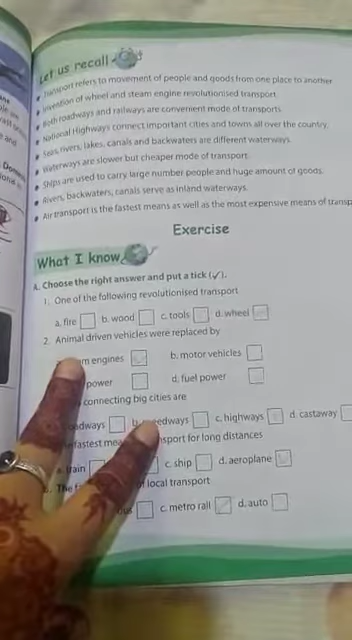 Let us recall
Transport refers to movement of people and goods from one place to another
Invention of wheel and steam engine revolutionised transport
Both roadways and railways are convenient mode of transports
National Highways connect important cities and towns all over the country.
Seas, rivers, lakes, canals and backwaters are different waterways.
Waterways are slower but cheaper mode of transport
Ships are used to carry large number people and huge amount of goods.
Rivers, backwaters, canals serve as inland waterways.
Air transport is the fastest means as well as the most expensive means of transp
Exercise
What I know
A. Choose the right answer and put a tick (✓).
1. One of the following revolutionised transport
a. fire b. wood c. tools d. wheel
2. Animal driven vehicles were replaced by
engines b. motor vehicles
power d. fuel power
connecting big cities are
c. highways d. castaway
fastest sport for long distances
a. train c. ship d. aeroplane
The of local transport
c. metro rail d. auto